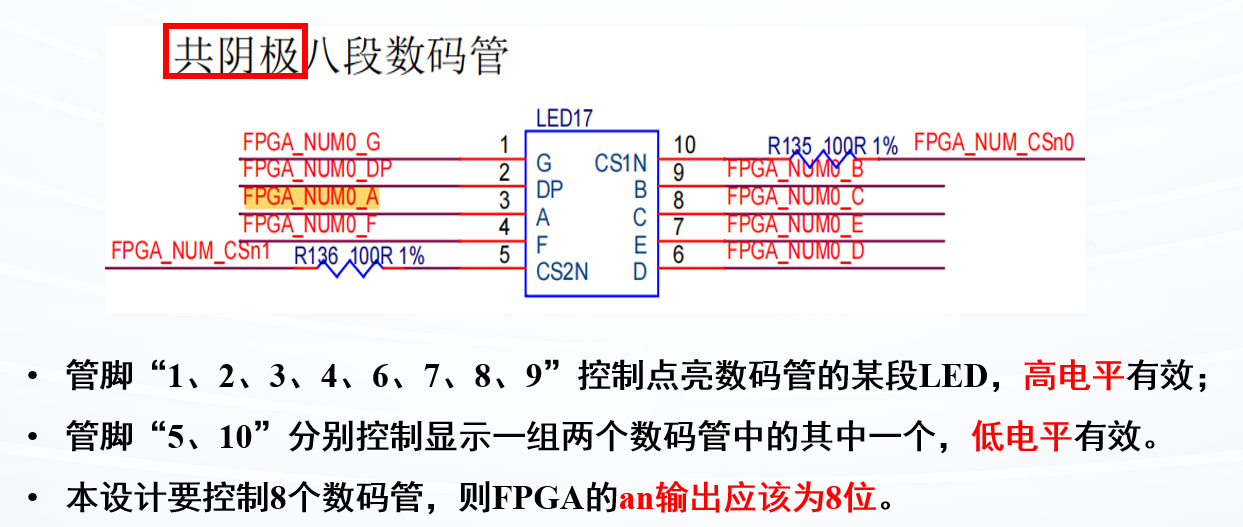 共阴极八段数码管
LED17
FPGA_NUM0_G 1 G CS1N 10 R135 100R 1% FPGA_NUM_CSn0
FPGA_NUM0_DP 2 DP B 9 FPGA_NUM0_B
FPGA_NUM0_A 3 A C 8 FPGA_NUM0_C
FPGA_NUM0_F 4 F E 7 FPGA_NUM0_E
FPGA_NUM_CSn1 R136 100R 1% 5 CS2N D 6 FPGA_NUM0_D
• 管脚“1、2、3、4、6、7、8、9”控制点亮数码管的某段LED，高电平有效；
• 管脚“5、10”分别控制显示一组两个数码管中的其中一个，低电平有效。
• 本设计要控制8个数码管，则FPGA的an输出应该为8位。